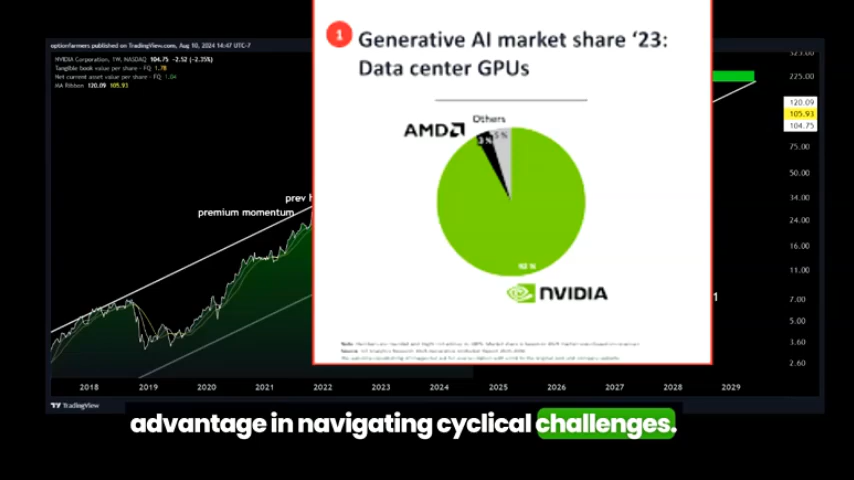 optionfarmers published on TradingView.com, Aug 10, 2024 14:47 UTC-7
NVIDIA Corporation, 1W, NASDAQ 104.75 -2.52 (-2.35%)
Tangible book value per share - FQ 1.78
Net current asset value per share - FQ 1.04
MA Ribbon 120.09 105.93
1
Generative AI market share ‘23:
Data center GPUs
Others
AMD
3 %
5 %
NVIDIA
prev h
premium momentum
225.00
120.09
105.93
104.75
75.00
50.00
34.00
24.00
16.00
11.00
7.00
5.00
3.60
2.60
1
2018 2019 2020 2021 2022 2023 2024 2025 2026 2027 2028 2029
TradingView
advantage in navigating cyclical challenges.